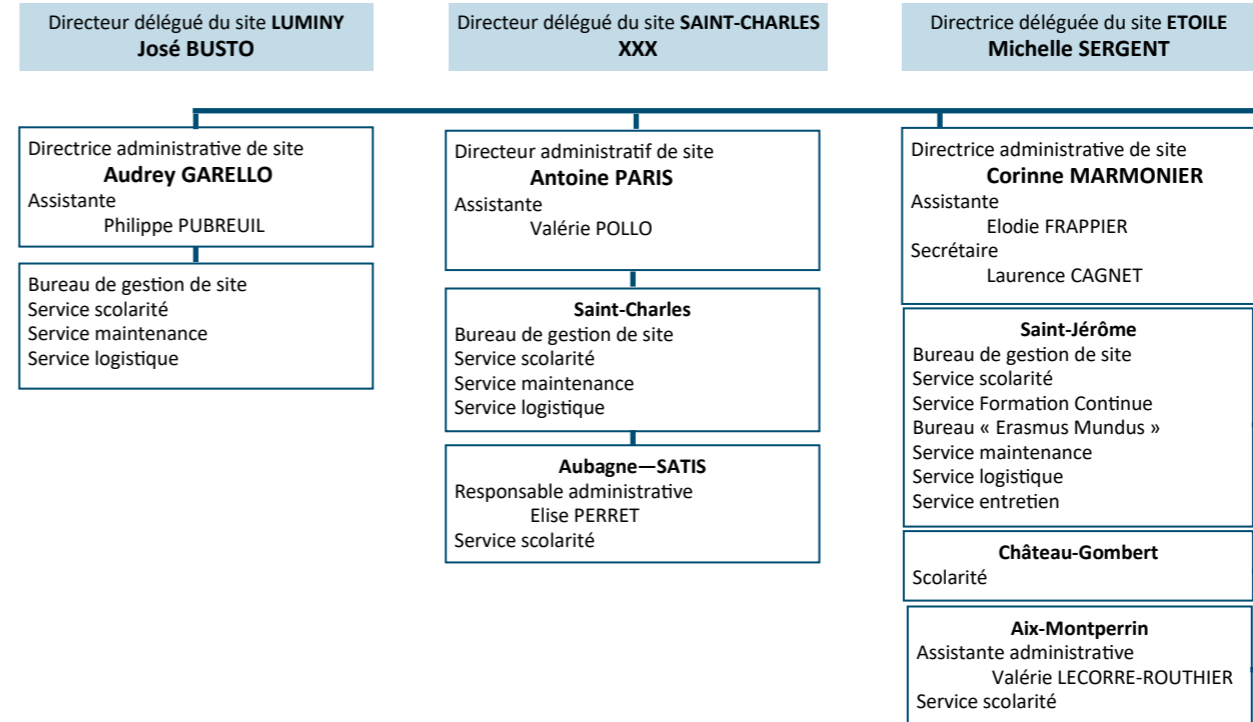 Directeur délégué du site LUMINY
José BUSTO
Directeur délégué du site SAINT-CHARLES
XXX
Directrice déléguée du site ETOILE
Michelle SERGENT
Directrice administrative de site
Audrey GARELLO
Assistante
Philippe PUBREUIL
Bureau de gestion de site
Service scolarité
Service maintenance
Service logistique
Directeur administratif de site
Antoine PARIS
Assistante
Valérie POLLO
Saint-Charles
Bureau de gestion de site
Service scolarité
Service maintenance
Service logistique
Aubagne—SATIS
Responsable administrative
Elise PERRET
Service scolarité
Directrice administrative de site
Corinne MARMONIER
Assistante
Elodie FRAPPIER
Secrétaire
Laurence CAGNET
Saint-Jérôme
Bureau de gestion de site
Service scolarité
Service Formation Continue
Bureau « Erasmus Mundus »
Service maintenance
Service logistique
Service entretien
Château-Gombert
Scolarité
Aix-Montperrin
Assistante administrative
Valérie LECORRE-ROUTHIER
Service scolarité